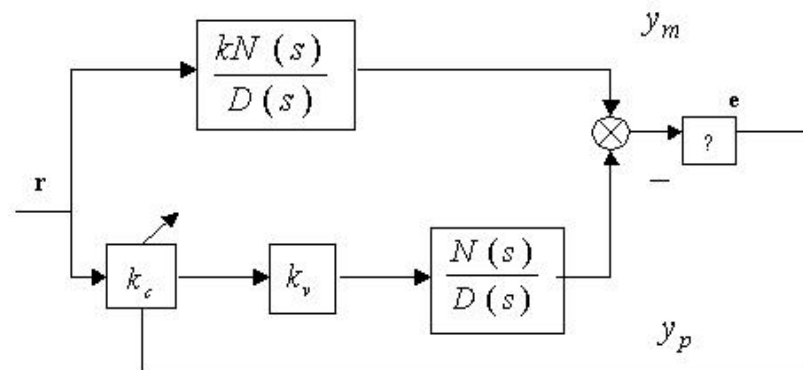 y_m
kN(s)
D(s)
e
?
r
−
k_c
k_v
N(s)
D(s)
y_p